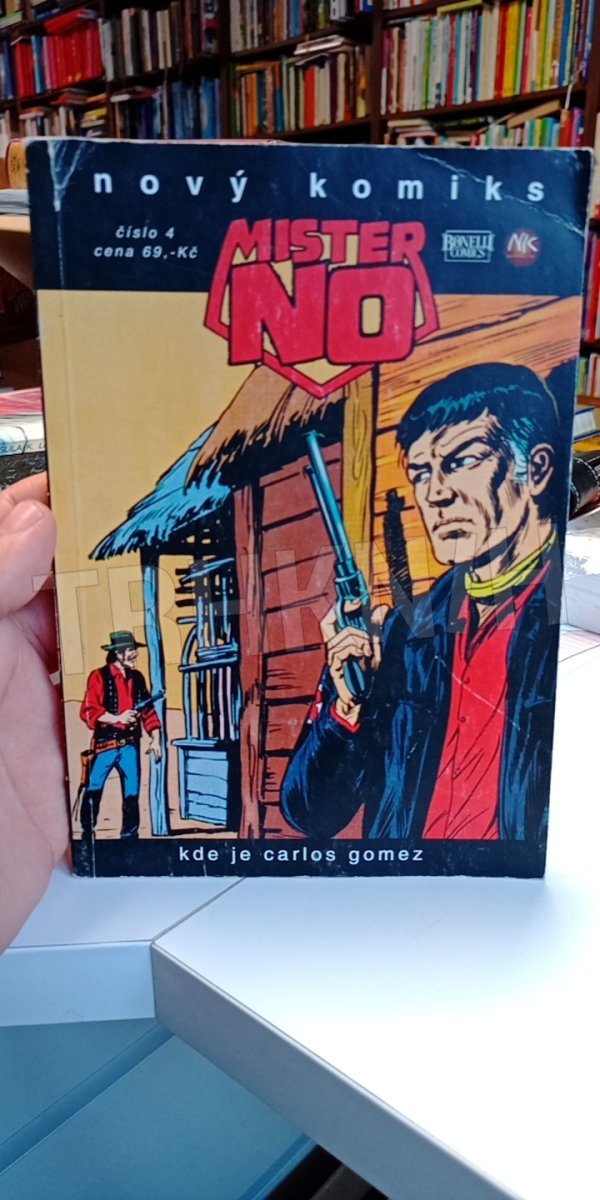 nový komiks
číslo 4
cena 69,-Kč
MISTER
NO
BONELLI
COMICS
NK
kde je carlos gomez